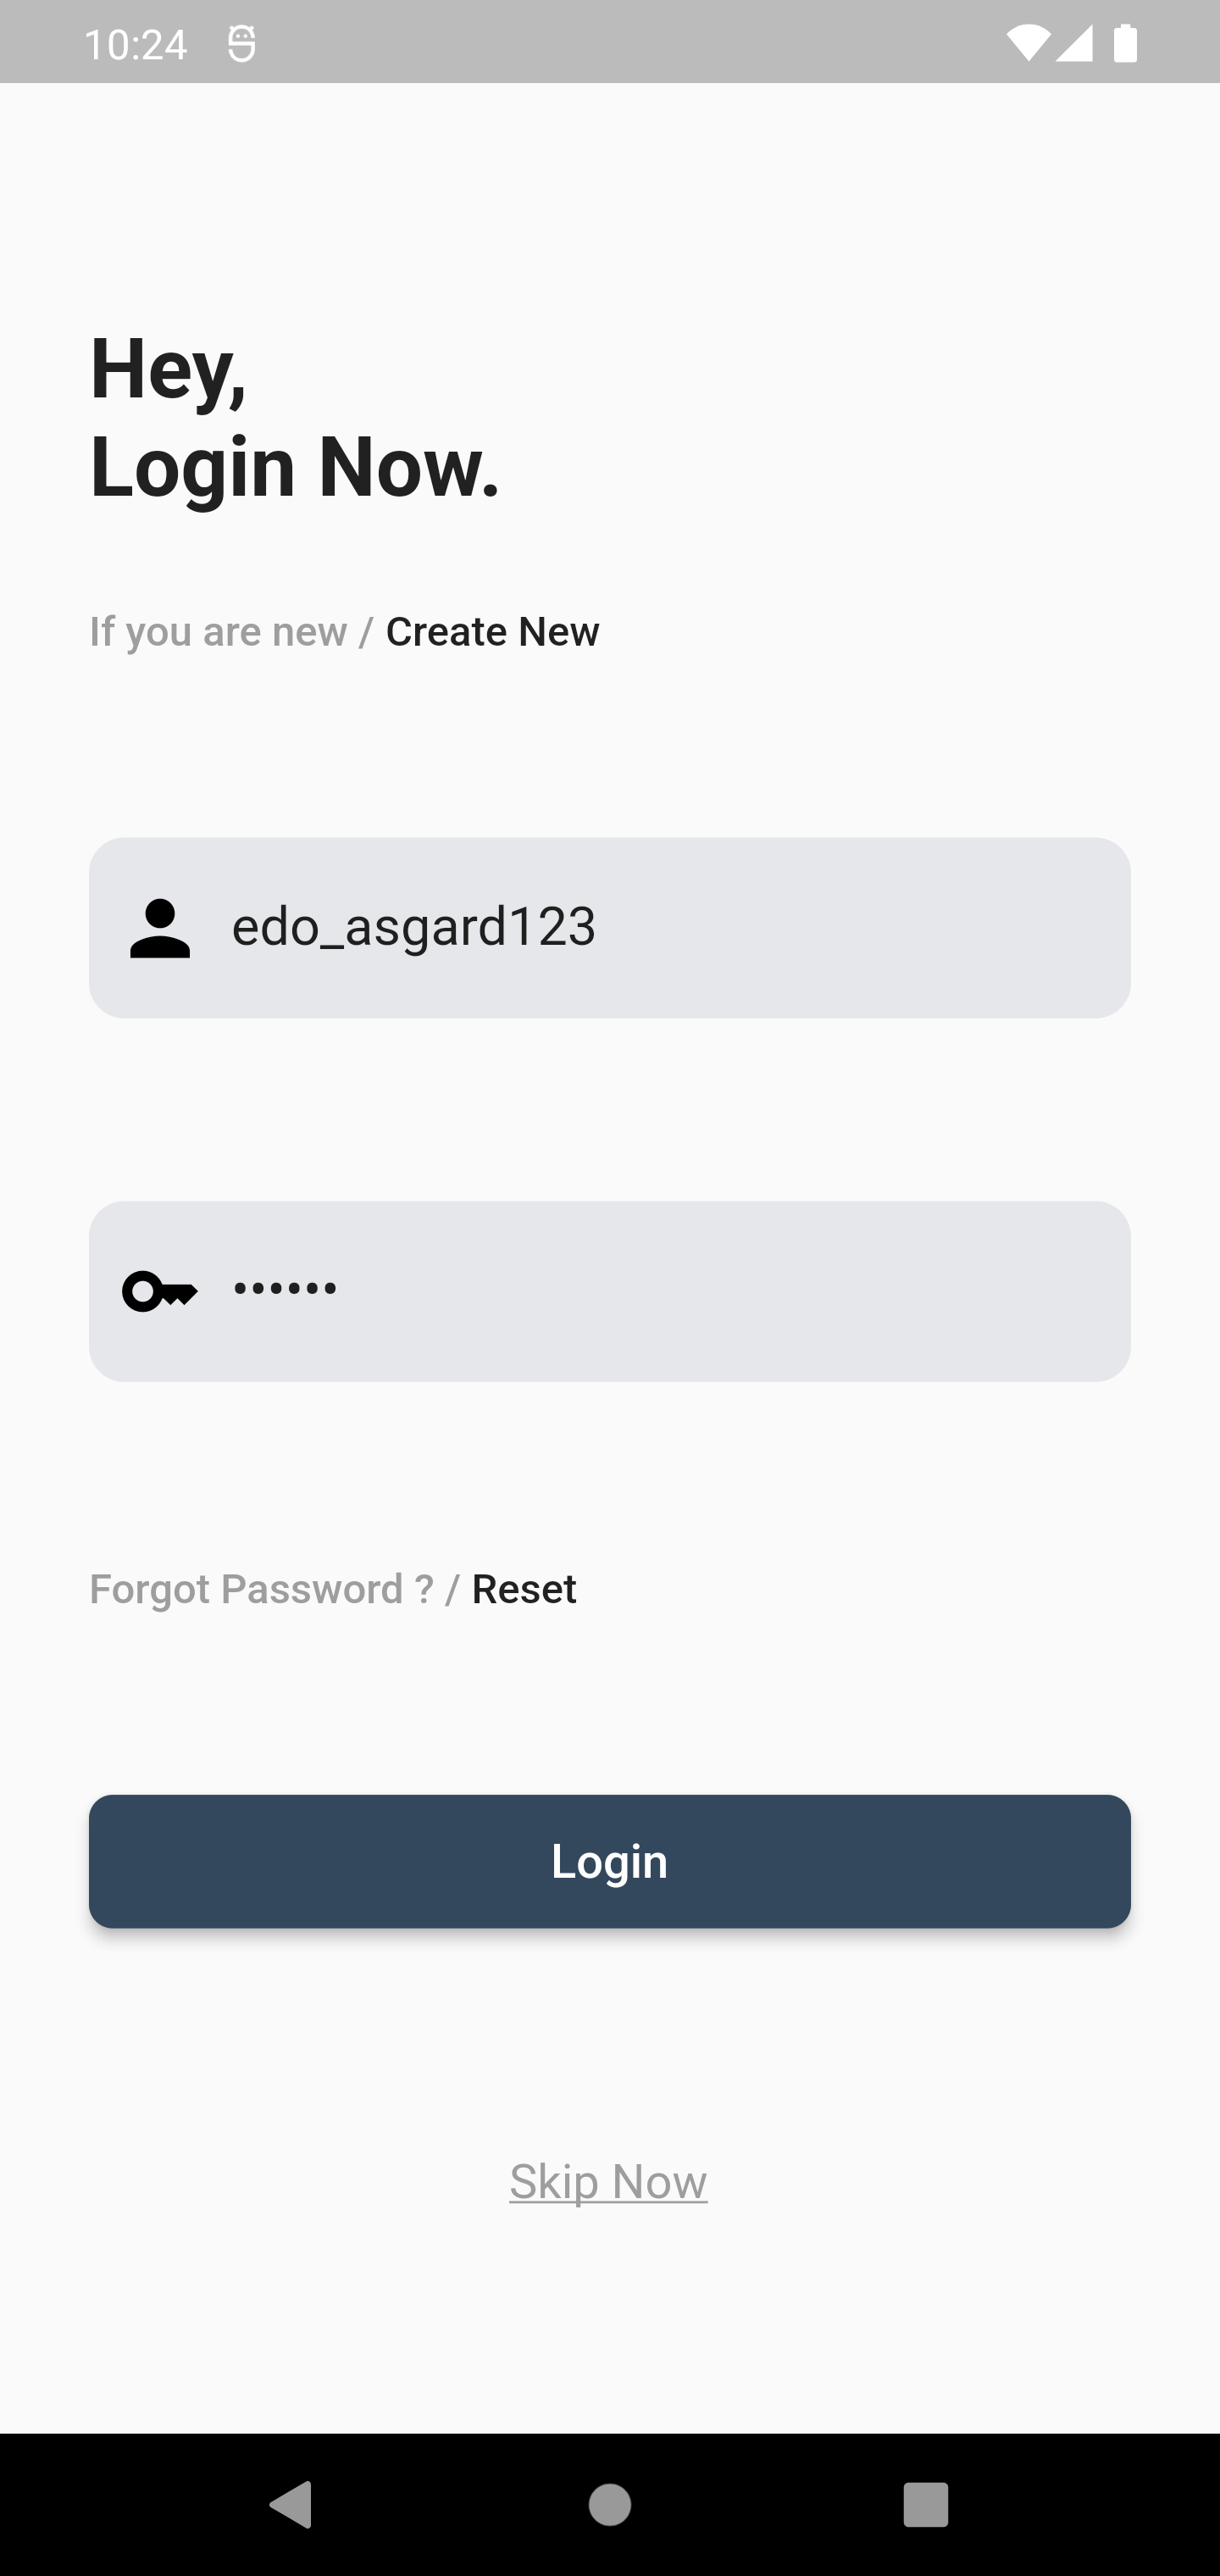 10:24
Hey,
Login Now.
If you are new / Create New
edo_asgard123
••••••
Forgot Password ? / Reset
Login
Skip Now